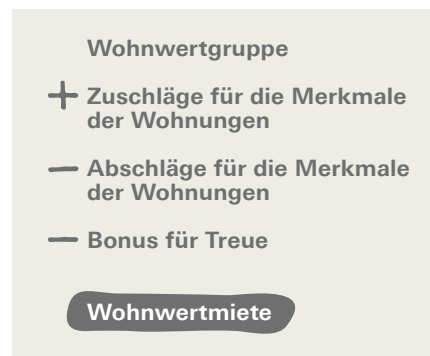 Wohnwertgruppe
+ Zuschläge für die Merkmale
der Wohnungen
— Abschläge für die Merkmale
der Wohnungen
— Bonus für Treue
Wohnwertmiete